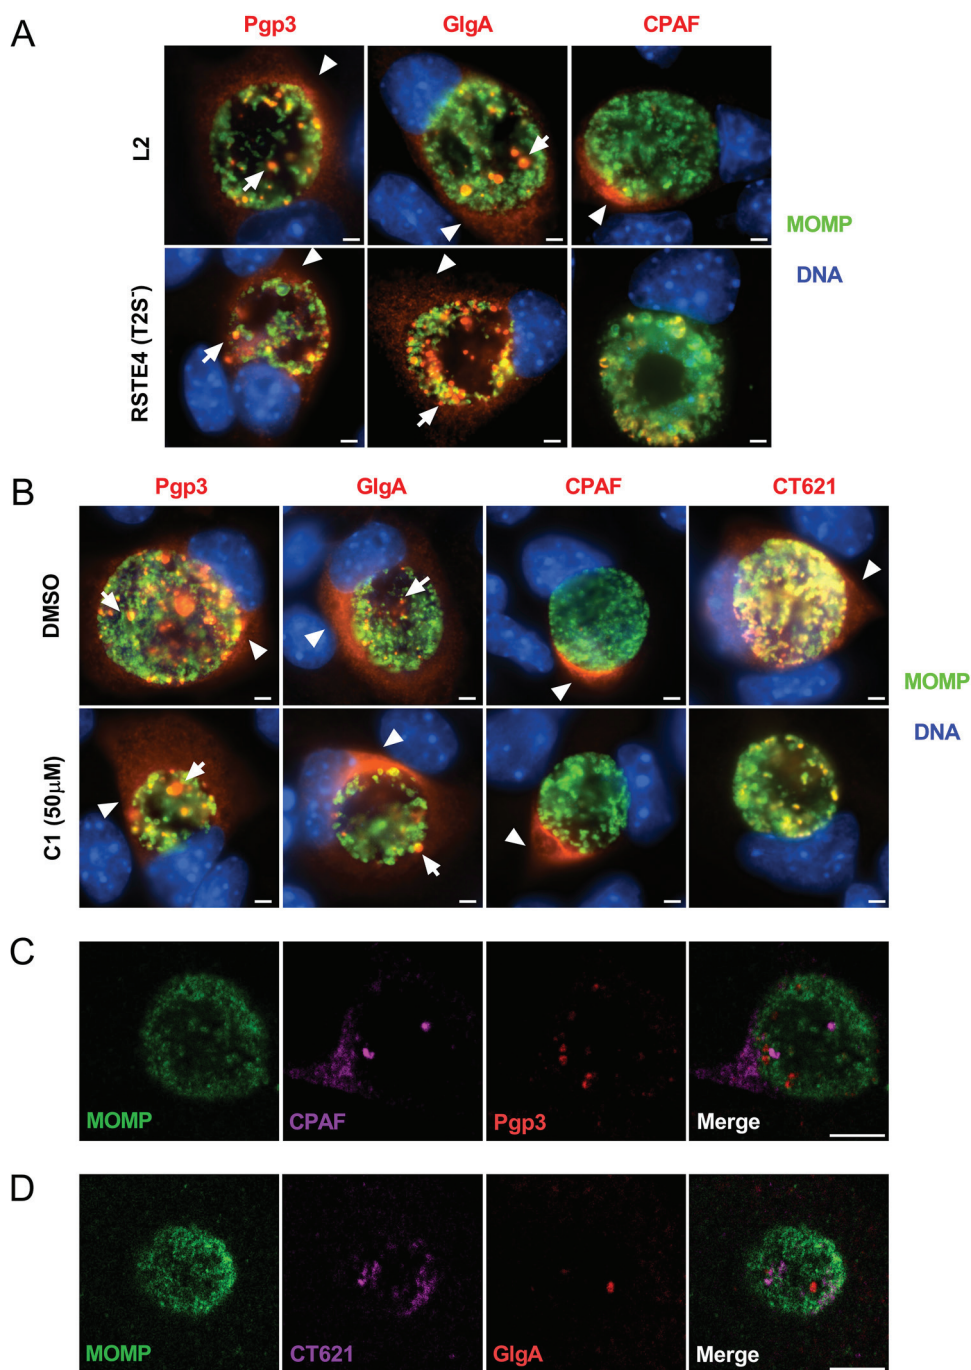 A
Pgp3 GlgA CPAF
L2
RSTE4 (T2S⁻)
MOMP
DNA
B
Pgp3 GlgA CPAF CT621
DMSO
C1 (50μM)
MOMP
DNA
C
MOMP CPAF Pgp3 Merge
D
MOMP CT621 GlgA Merge